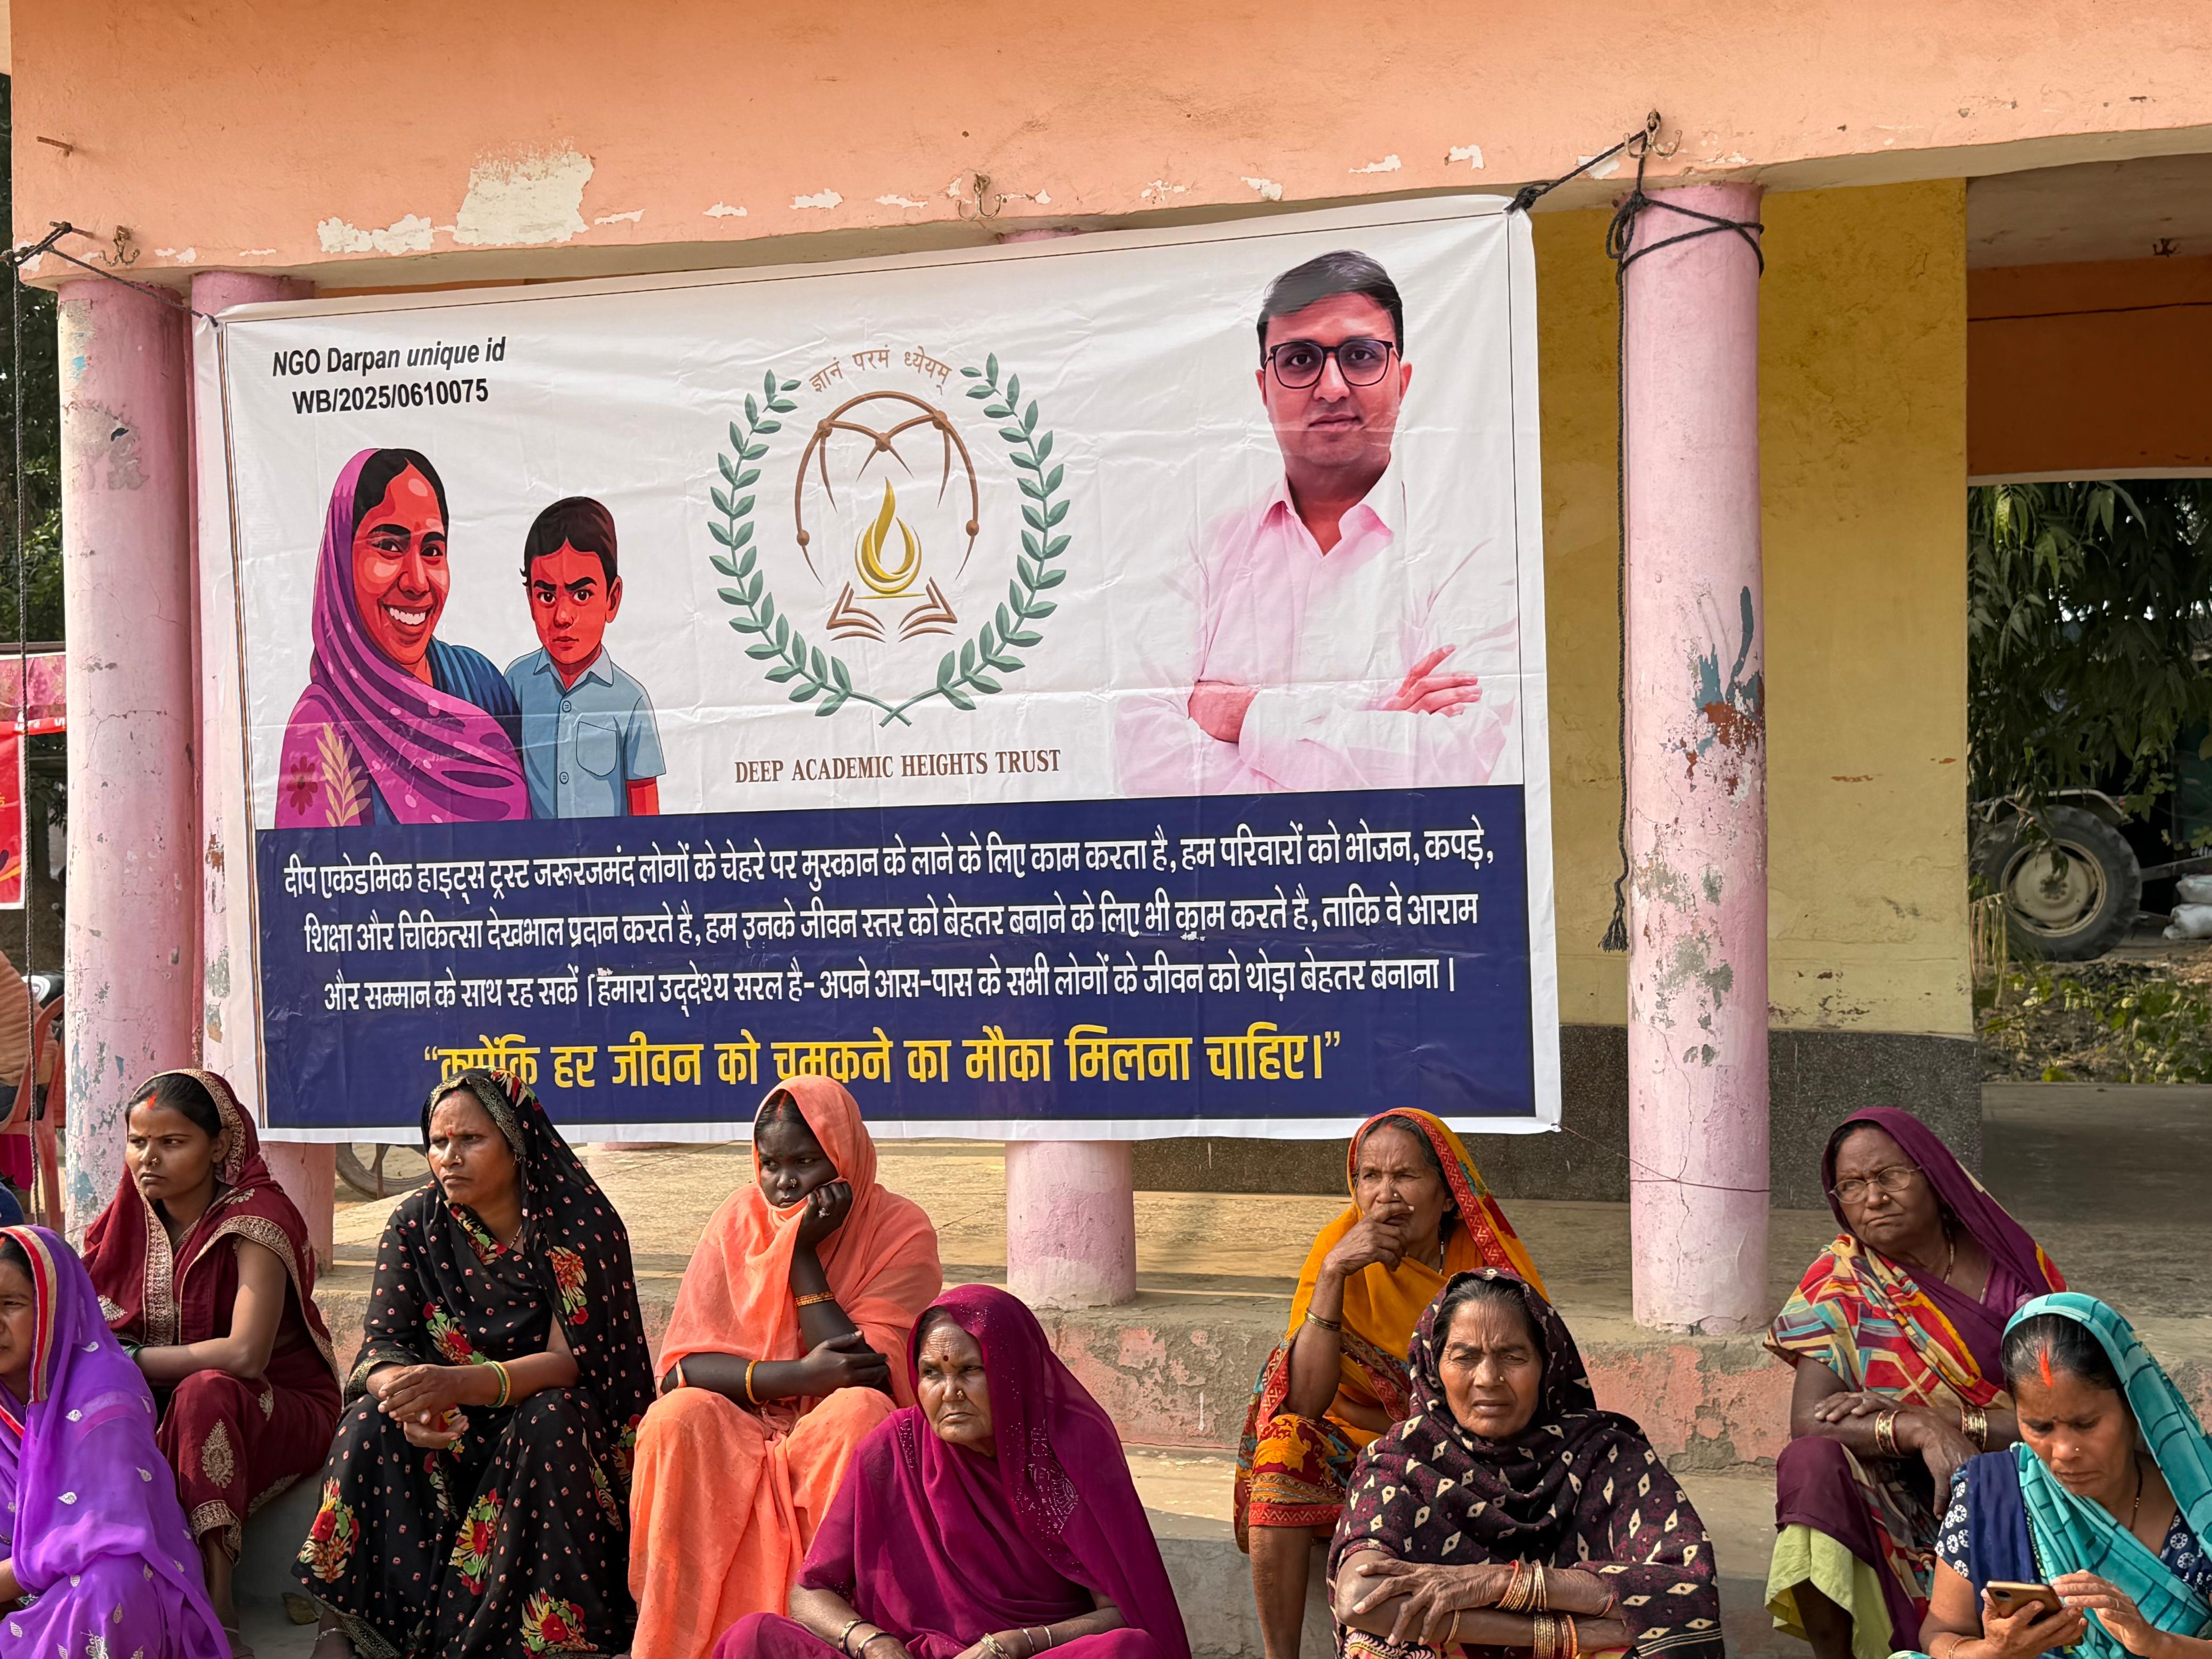 NGO Darpan unique id
WB/2025/0610075
ज्ञानं परमं ध्येयम्
DEEP ACADEMIC HEIGHTS TRUST
दीप एकेडमिक हाइट्स ट्रस्ट जरूरजमंद लोगों के चेहरे पर मुस्कान के लाने के लिए काम करता है, हम परिवारों को भोजन, कपड़े,
शिक्षा और चिकित्सा देखभाल प्रदान करते है, हम उनके जीवन स्तर को बेहतर बनाने के लिए भी काम करते है, ताकि वे आराम
और सम्मान के साथ रह सकें | हमारा उद्देश्य सरल है- अपने आस-पास के सभी लोगों के जीवन को थोड़ा बेहतर बनाना |
“क्योंकि हर जीवन को चमकने का मौका मिलना चाहिए।”